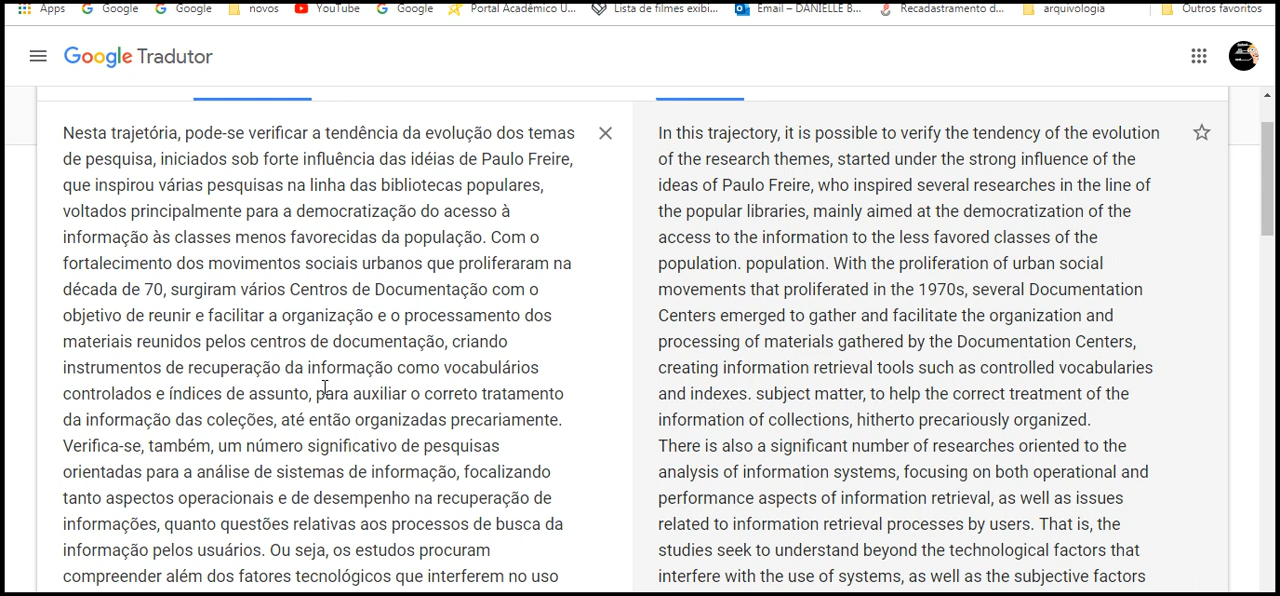 Apps Google Google novos YouTube Google Portal Acadêmico U... Lista de filmes exibi... Email – DANIELLE B... Recadastramento d... arquivologia Outros favoritos
Google Tradutor
Nesta trajetória, pode-se verificar a tendência da evolução dos temas
de pesquisa, iniciados sob forte influência das idéias de Paulo Freire,
que inspirou várias pesquisas na linha das bibliotecas populares,
voltados principalmente para a democratização do acesso à
informação às classes menos favorecidas da população. Com o
fortalecimento dos movimentos sociais urbanos que proliferaram na
década de 70, surgiram vários Centros de Documentação com o
objetivo de reunir e facilitar a organização e o processamento dos
materiais reunidos pelos centros de documentação, criando
instrumentos de recuperação da informação como vocabulários
controlados e índices de assunto, para auxiliar o correto tratamento
da informação das coleções, até então organizadas precariamente.
Verifica-se, também, um número significativo de pesquisas
orientadas para a análise de sistemas de informação, focalizando
tanto aspectos operacionais e de desempenho na recuperação de
informações, quanto questões relativas aos processos de busca da
informação pelos usuários. Ou seja, os estudos procuram
compreender além dos fatores tecnológicos que interferem no uso
In this trajectory, it is possible to verify the tendency of the evolution
of the research themes, started under the strong influence of the
ideas of Paulo Freire, who inspired several researches in the line of
the popular libraries, mainly aimed at the democratization of the
access to the information to the less favored classes of the
population. population. With the proliferation of urban social
movements that proliferated in the 1970s, several Documentation
Centers emerged to gather and facilitate the organization and
processing of materials gathered by the Documentation Centers,
creating information retrieval tools such as controlled vocabularies
and indexes. subject matter, to help the correct treatment of the
information of collections, hitherto precariously organized.
There is also a significant number of researches oriented to the
analysis of information systems, focusing on both operational and
performance aspects of information retrieval, as well as issues
related to information retrieval processes by users. That is, the
studies seek to understand beyond the technological factors that
interfere with the use of systems, as well as the subjective factors